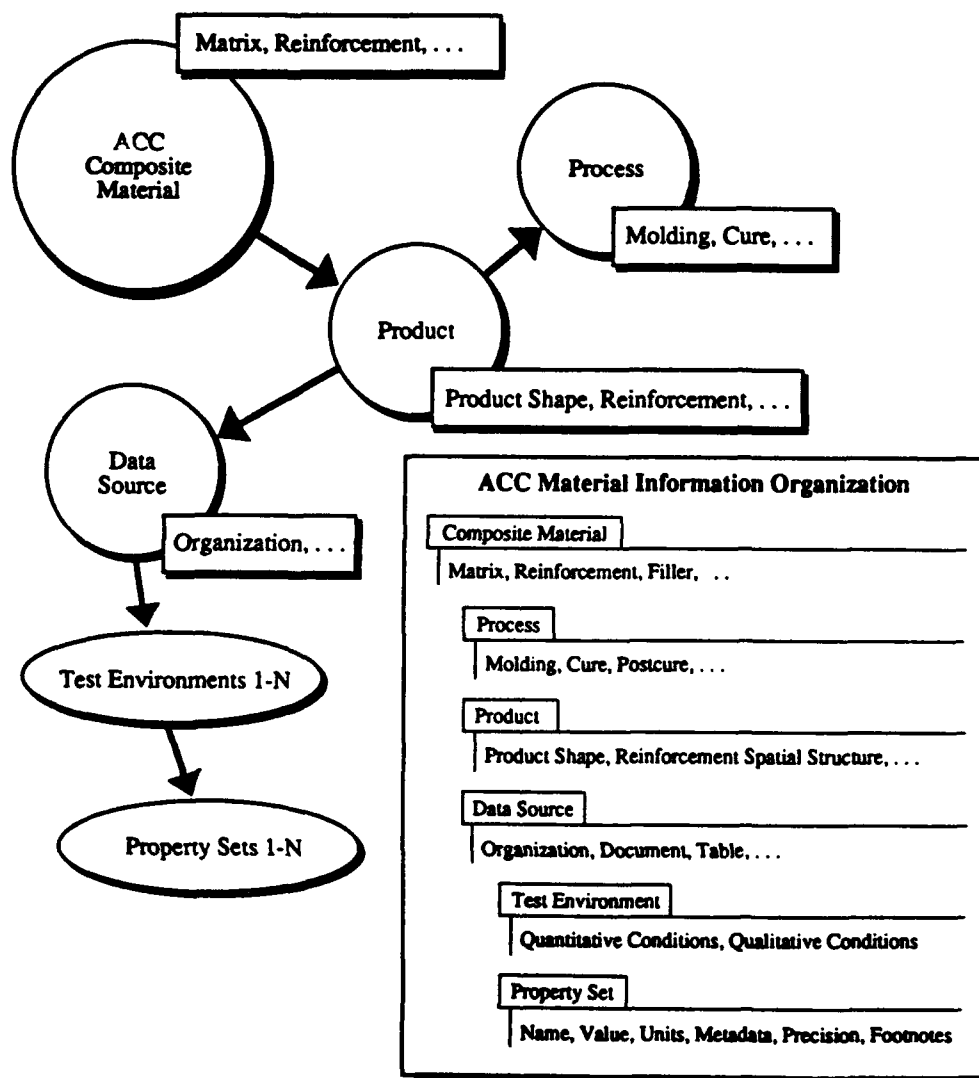 Matrix, Reinforcement, . . .
ACC
Composite
Material
Process
Molding, Cure, . . .
Product
Product Shape, Reinforcement, . . .
Data
Source
Organization, . . .
Test Environments 1-N
Property Sets 1-N
ACC Material Information Organization
Composite Material
Matrix, Reinforcement, Filler, . .
Process
Molding, Cure, Postcure, . . .
Product
Product Shape, Reinforcement Spatial Structure, . . .
Data Source
Organization, Document, Table, . . .
Test Environment
Quantitative Conditions, Qualitative Conditions
Property Set
Name, Value, Units, Metadata, Precision, Footnotes